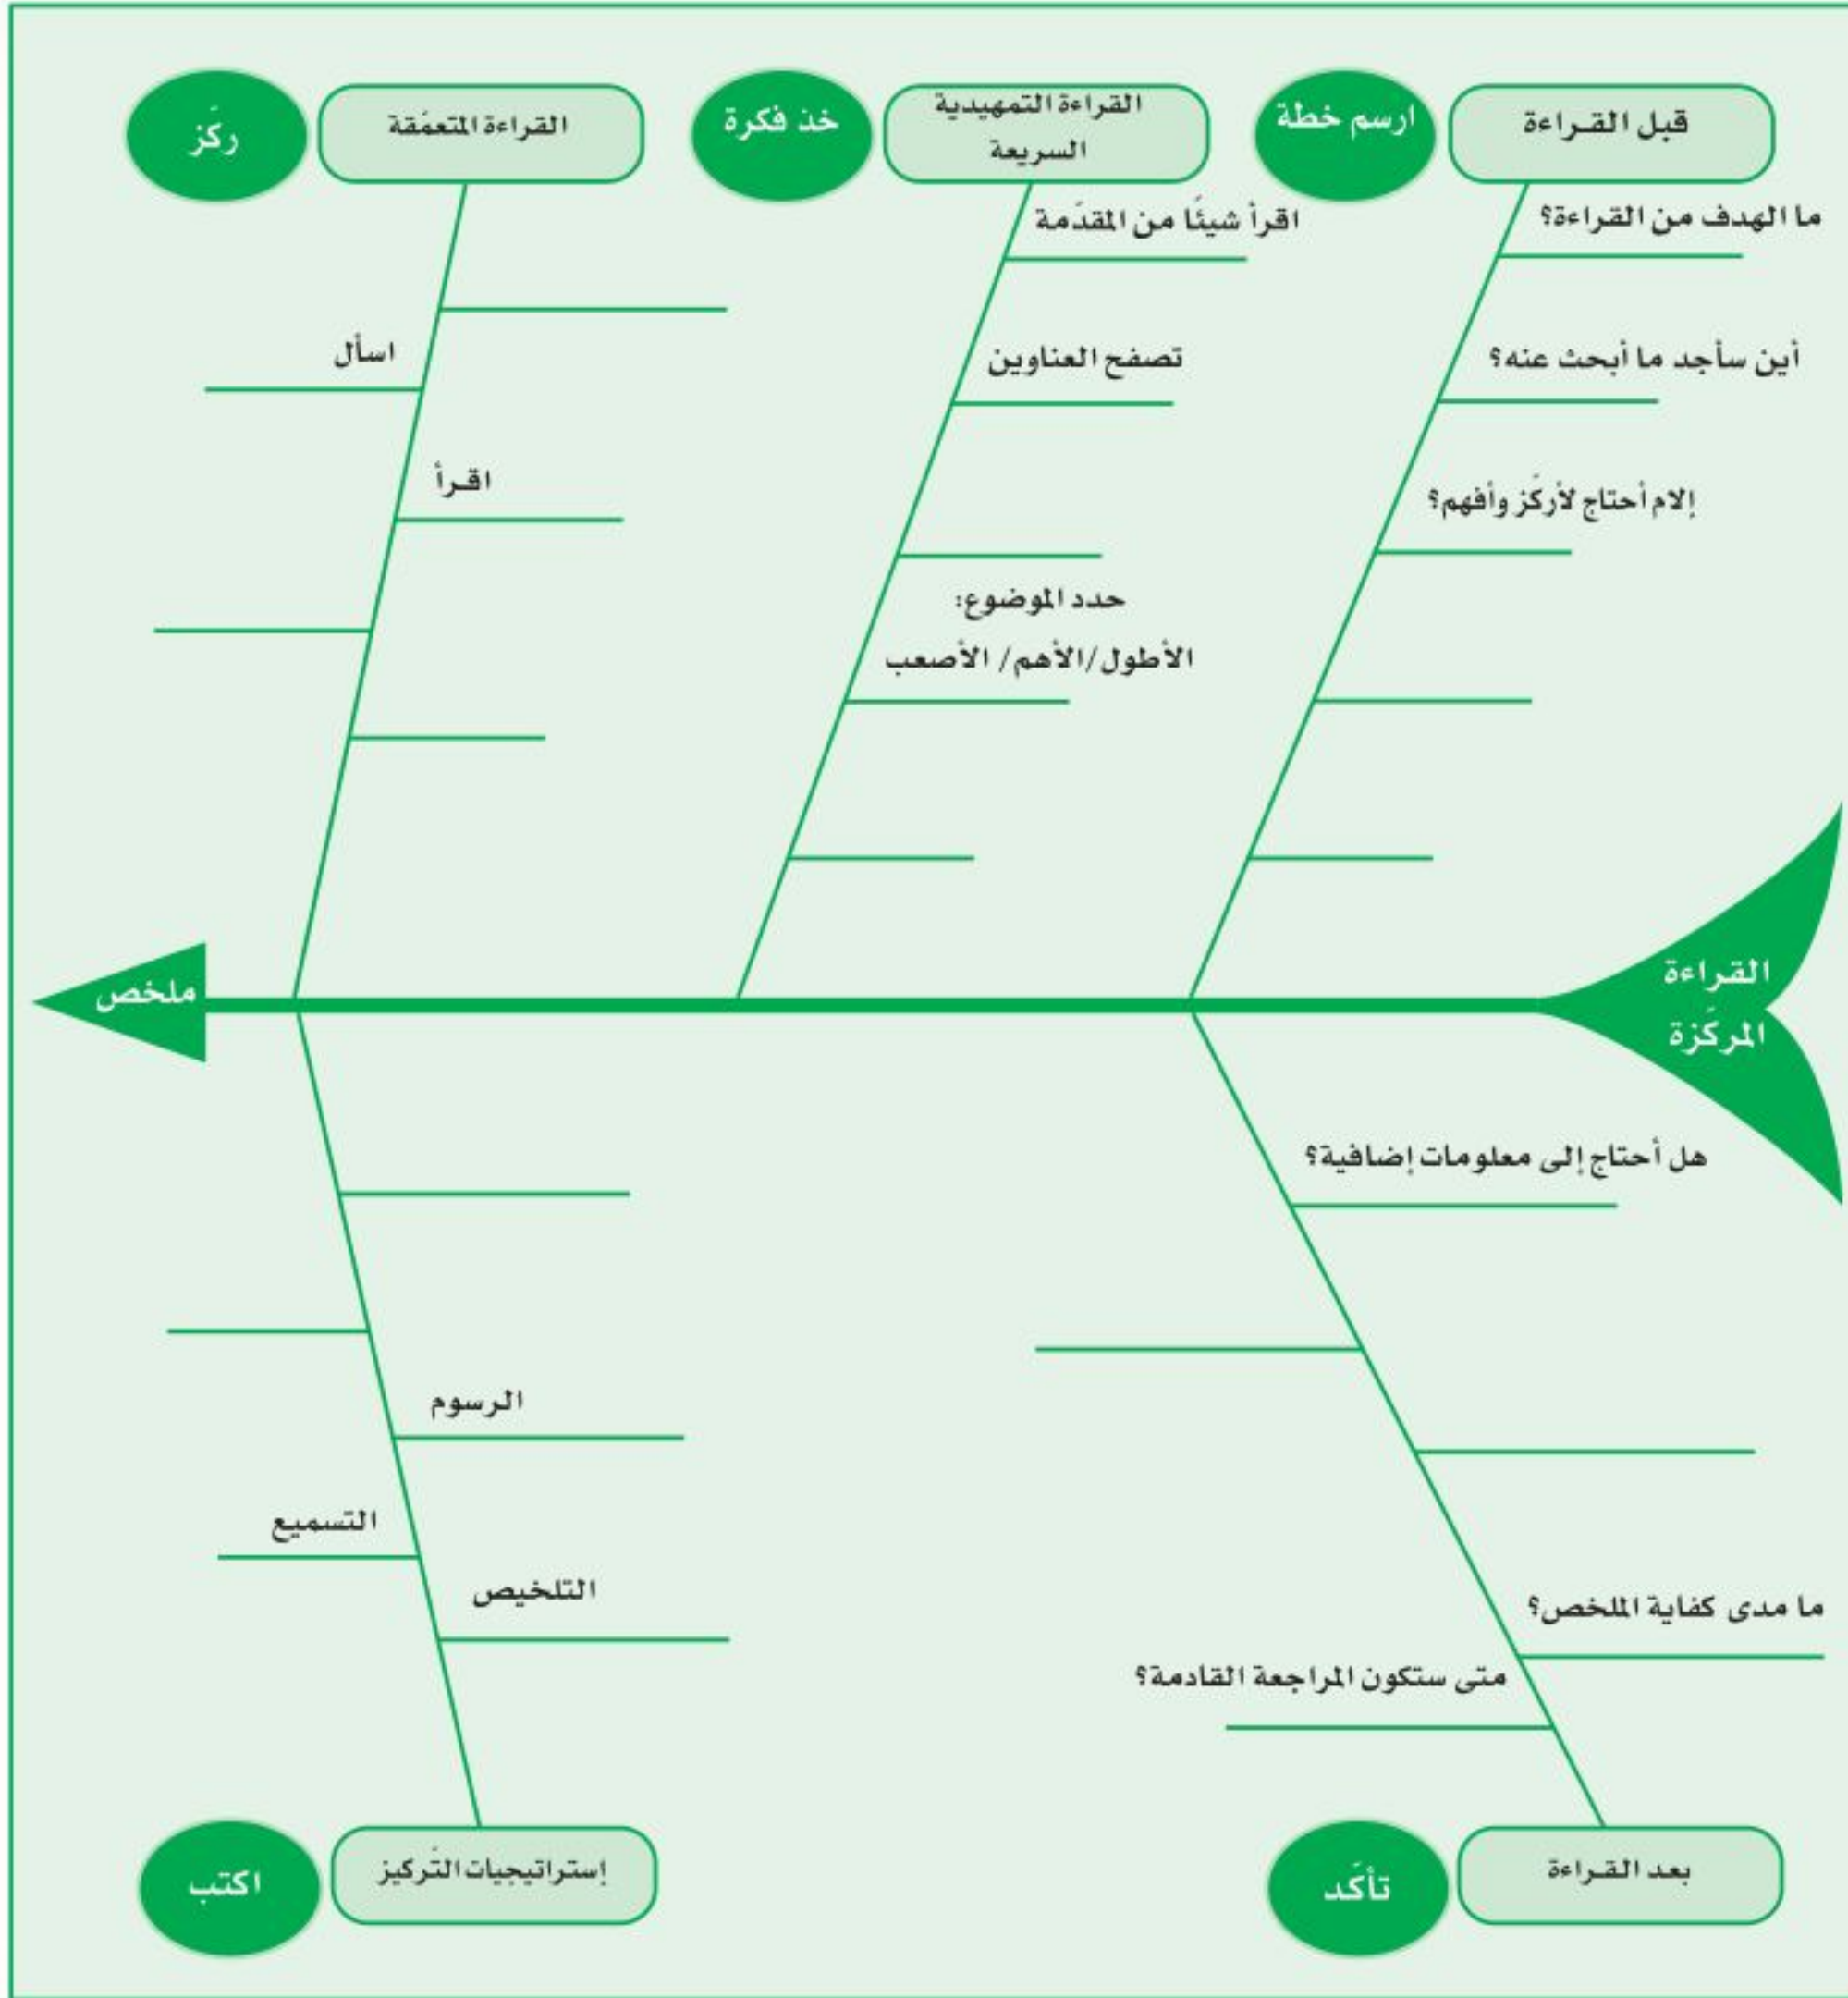 قبل القراءة
ارسم خطة
ما الهدف من القراءة؟
أين سأجد ما أبحث عنه؟
إلام أحتاج لأركّز وأفهم؟
القراءة التمهيدية
السريعة
خذ فكرة
اقرأ شيئًا من المقدّمة
تصفح العناوين
حدد الموضوع:
الأطول/الأهم/ الأصعب
القراءة المتعمّقة
ركّز
اسأل
اقرأ
القراءة
المركّزة
ملخص
هل أحتاج إلى معلومات إضافية؟
ما مدى كفاية الملخص؟
متى ستكون المراجعة القادمة؟
بعد القراءة
تأكّد
الرسوم
التسميع
التلخيص
إستراتيجيات التّركيز
اكتب